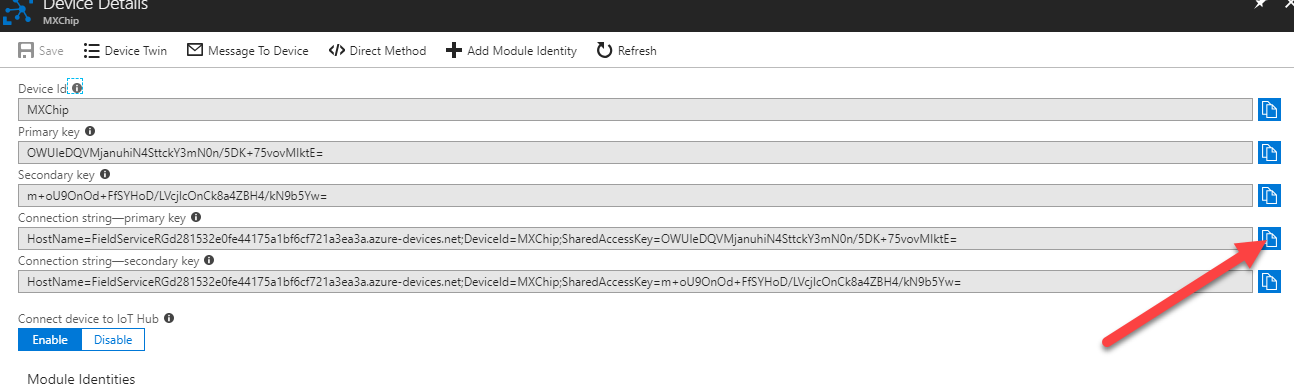 Device Details
MXChip
Save Device Twin Message To Device Direct Method Add Module Identity Refresh
Device Id
MXChip
Primary key
OWUIeDQVMjanuhiN4SttckY3mN0n/5DK+75vovMIktE=
Secondary key
m+oU9OnOd+FfSYHoD/LVcjIcOnCk8a4ZBH4/kN9b5Yw=
Connection string—primary key
HostName=FieldServiceRGd281532e0fe44175a1bf6cf721a3ea3a.azure-devices.net;DeviceId=MXChip;SharedAccessKey=OWUIeDQVMjanuhiN4SttckY3mN0n/5DK+75vovMIktE=
Connection string—secondary key
HostName=FieldServiceRGd281532e0fe44175a1bf6cf721a3ea3a.azure-devices.net;DeviceId=MXChip;SharedAccessKey=m+oU9OnOd+FfSYHoD/LVcjIcOnCk8a4ZBH4/kN9b5Yw=
Connect device to IoT Hub
Enable Disable
Module Identities